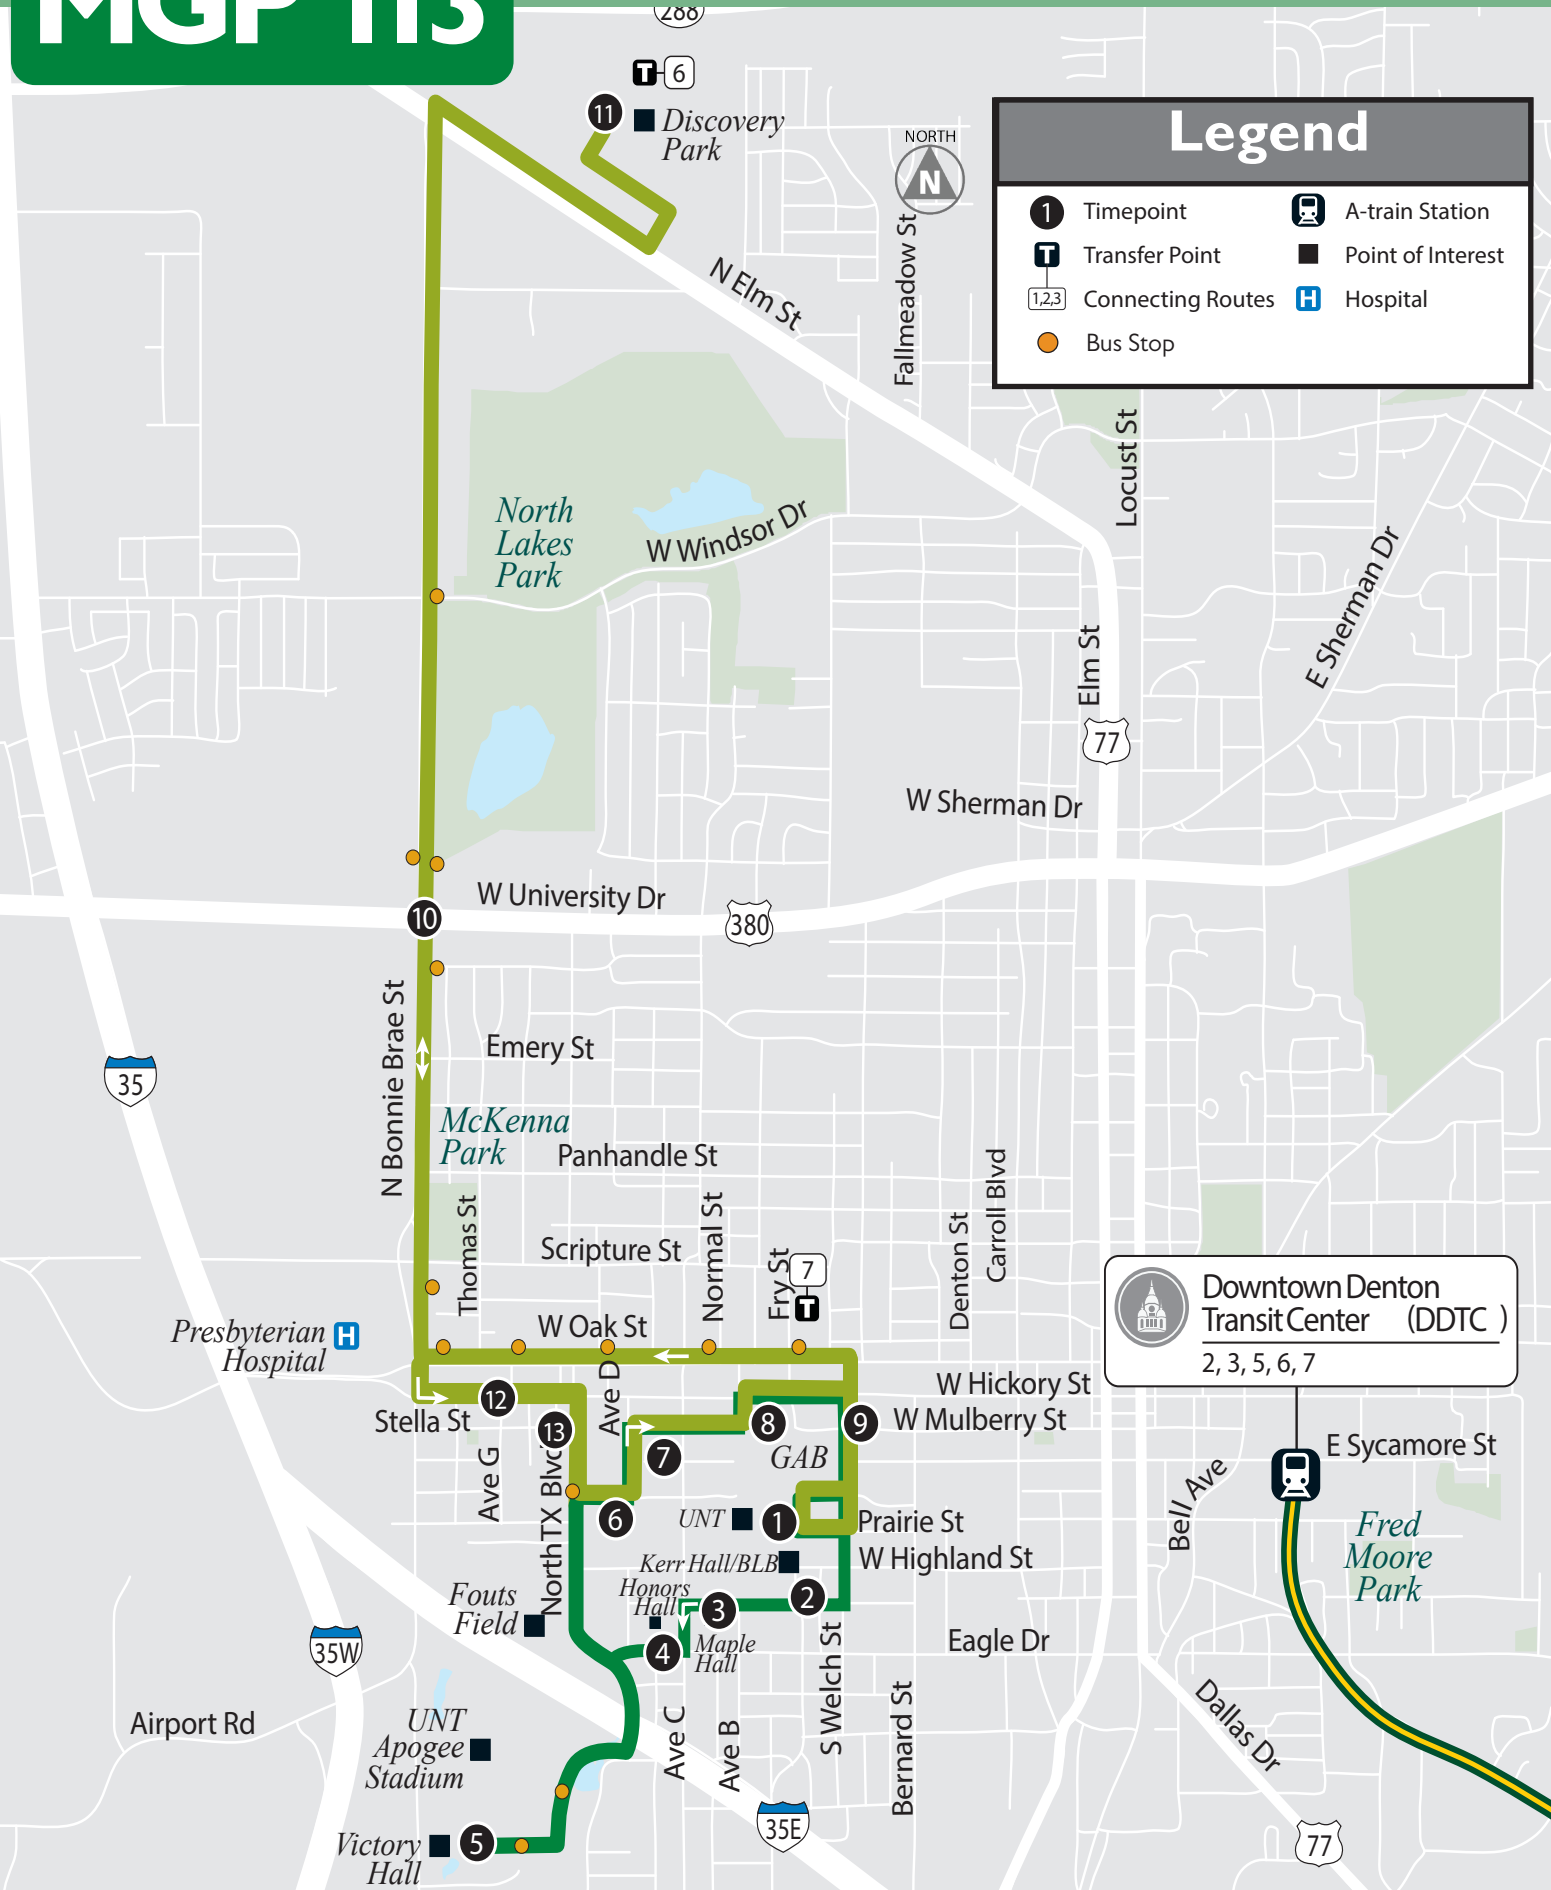 MGP 113
288
T 6
11
Discovery
Park
NORTH
N
Legend
1 Timepoint
A-train Station
T Transfer Point
Point of Interest
1,2,3 Connecting Routes
H Hospital
Bus Stop
Fallmeadow St
N Elm St
Locust St
North
Lakes
Park
W Windsor Dr
E Sherman Dr
Elm St
77
W Sherman Dr
W University Dr
380
10
N Bonnie Brae St
Emery St
35
McKenna
Park
Panhandle St
Thomas St
Scripture St
Normal St
Fry St
7
T
Denton St
Carroll Blvd
Downtown Denton
Transit Center (DDTC )
2, 3, 5, 6, 7
Presbyterian
Hospital
H
W Oak St
Ave D
W Hickory St
12
Stella St
13
8
9
W Mulberry St
7
GAB
E Sycamore St
Ave G
North TX Blvd
Bell Ave
6
UNT
1
Prairie St
Fred
Moore
Park
Kerr Hall/BLB
W Highland St
Honors
Hall
Fouts
Field
3
2
4
Maple
Hall
Eagle Dr
35W
S Welch St
Airport Rd
UNT
Apogee
Stadium
Ave C
Ave B
Bernard St
Dallas Dr
35E
77
Victory
Hall
5